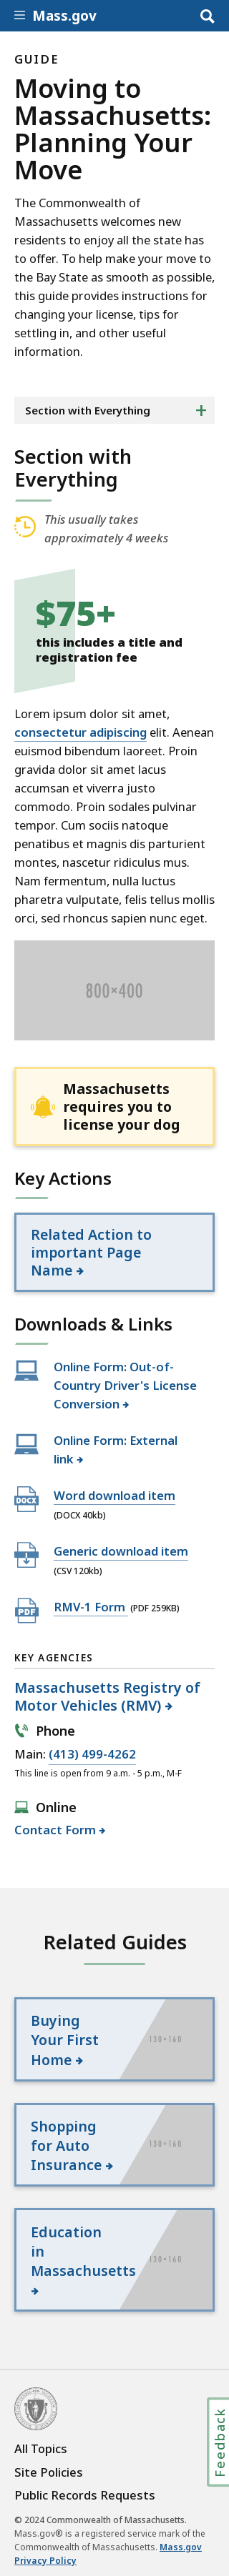 Mass.gov
GUIDE
Moving to
Massachusetts:
Planning Your
Move
The Commonwealth of
Massachusetts welcomes new
residents to enjoy all the state has
to offer. To help make your move to
the Bay State as smooth as possible,
this guide provides instructions for
changing your license, tips for
settling in, and other useful
information.
Section with Everything
Section with
Everything
This usually takes
approximately 4 weeks
$75+
this includes a title and
registration fee
Lorem ipsum dolor sit amet,
consectetur adipiscing elit. Aenean
euismod bibendum laoreet. Proin
gravida dolor sit amet lacus
accumsan et viverra justo
commodo. Proin sodales pulvinar
tempor. Cum sociis natoque
penatibus et magnis dis parturient
montes, nascetur ridiculus mus.
Nam fermentum, nulla luctus
pharetra vulputate, felis tellus mollis
orci, sed rhoncus sapien nunc eget.
800×400
Massachusetts
requires you to
license your dog
Key Actions
Related Action to
important Page
Name
Downloads & Links
Online Form: Out-of-
Country Driver's License
Conversion
Online Form: External
link
DOCX
Word download item
(DOCX 40kb)
Generic download item
(CSV 120kb)
PDF
RMV-1 Form (PDF 259KB)
KEY AGENCIES
Massachusetts Registry of
Motor Vehicles (RMV)
Phone
Main: (413) 499-4262
This line is open from 9 a.m. - 5 p.m., M-F
Online
Contact Form
Related Guides
Buying
Your First
Home
130×160
Shopping
for Auto
Insurance
130×160
Education
in
Massachusetts
130×160
Feedback
All Topics
Site Policies
Public Records Requests
© 2024 Commonwealth of Massachusetts.
Mass.gov® is a registered service mark of the
Commonwealth of Massachusetts. Mass.gov
Privacy Policy